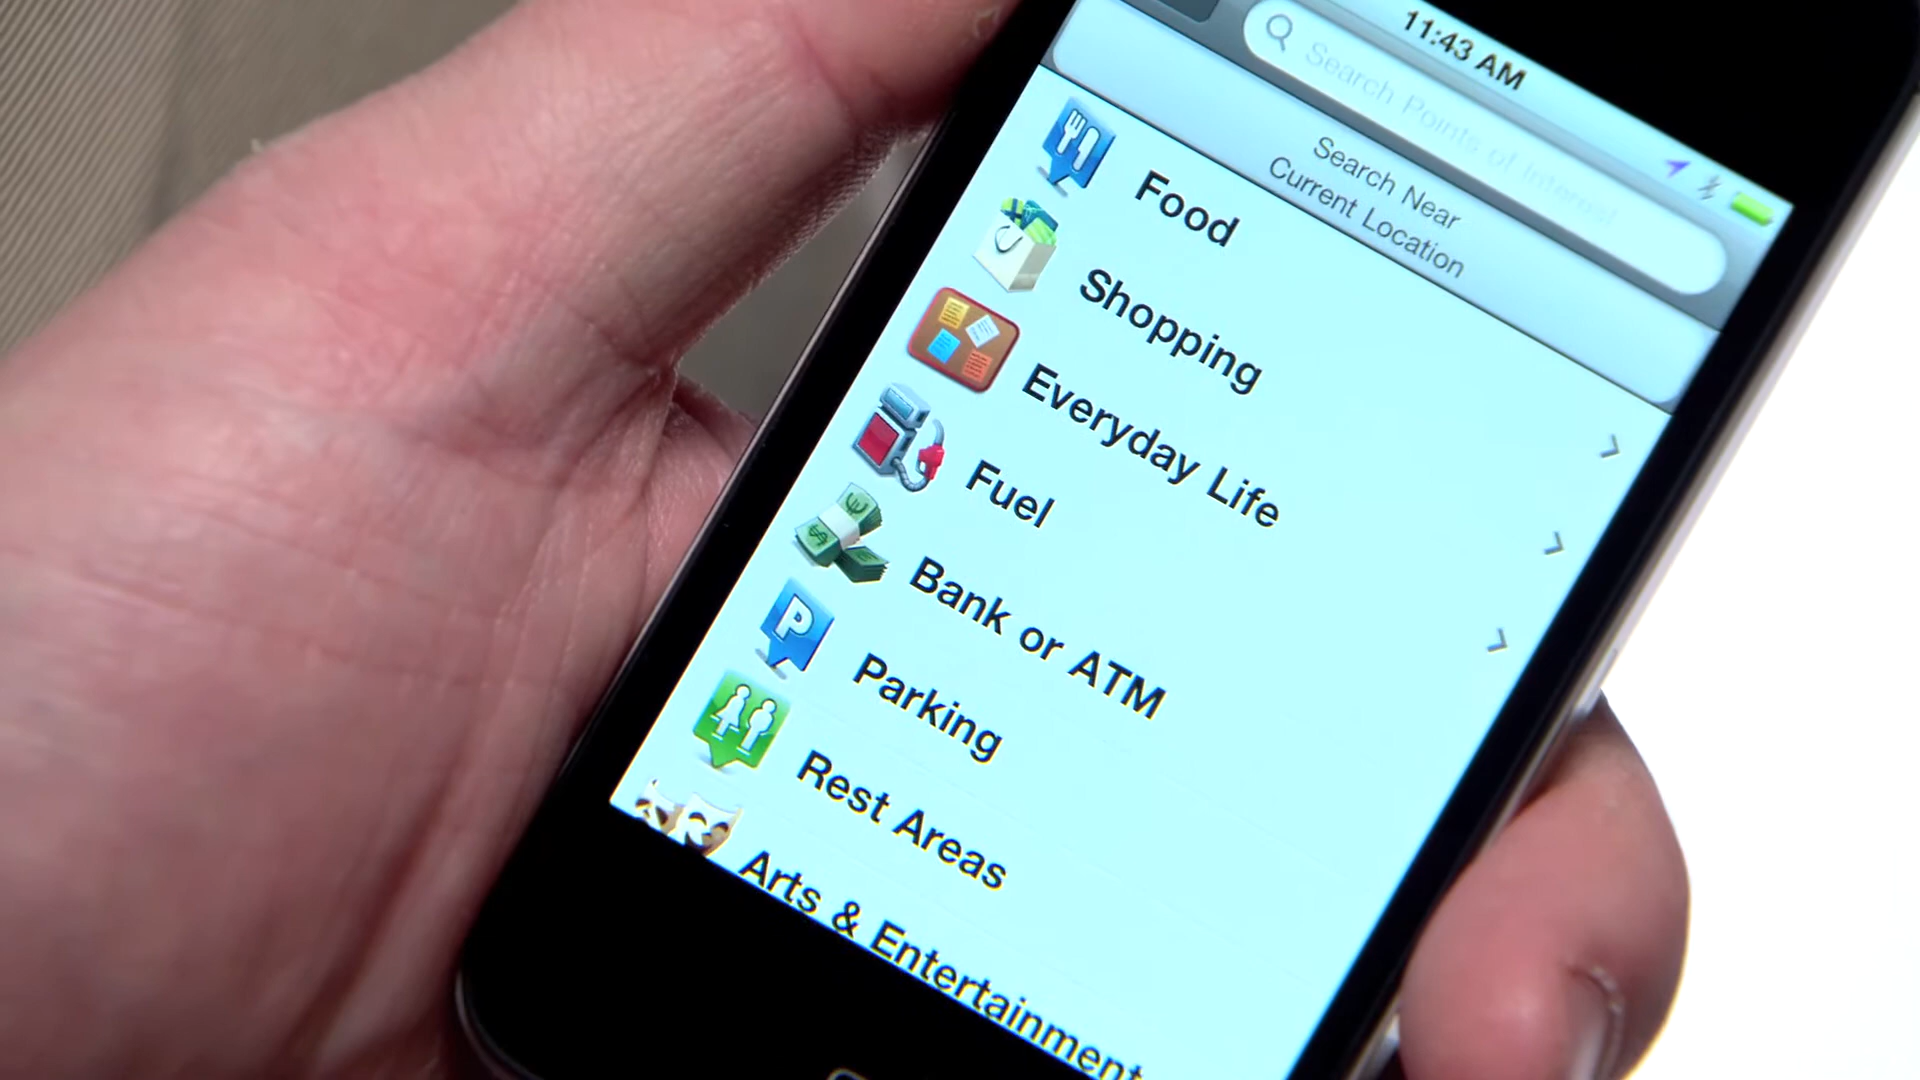 11:43 AM
Search Points of Interest
Search Near
Current Location
Food
Shopping
Everyday Life
Fuel
Bank or ATM
P
Parking
Rest Areas
Arts & Entertainment